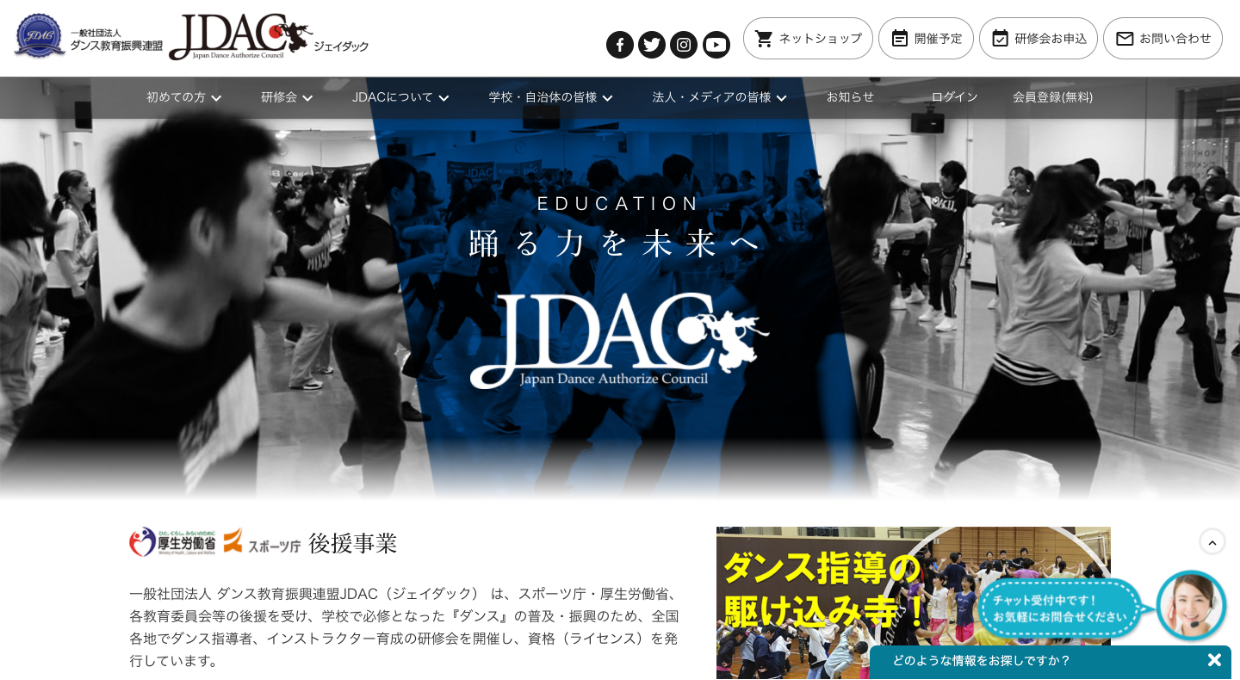 JDAC
一般社団法人
ダンス教育振興連盟
JDAC
Japan Dance Authorize Council
ジェイダック
ネットショップ
開催予定
研修会お申込
お問い合わせ
初めての方
研修会
JDACについて
学校・自治体の皆様
法人・メディアの皆様
お知らせ
ログイン
会員登録(無料)
JDAC
EDUCATION
踊る力を未来へ
JDAC
Japan Dance Authorize Council
厚生労働省
スポーツ庁
後援事業
一般社団法人 ダンス教育振興連盟JDAC（ジェイダック） は、スポーツ庁・厚生労働省、
各教育委員会等の後援を受け、学校で必修となった『ダンス』の普及・振興のため、全国
各地でダンス指導者、インストラクター育成の研修会を開催し、資格（ライセンス）を発
行しています。
ダンス指導の
駆け込み寺！
チャット受付中です！
お気軽にお問合せください
どのような情報をお探しですか？